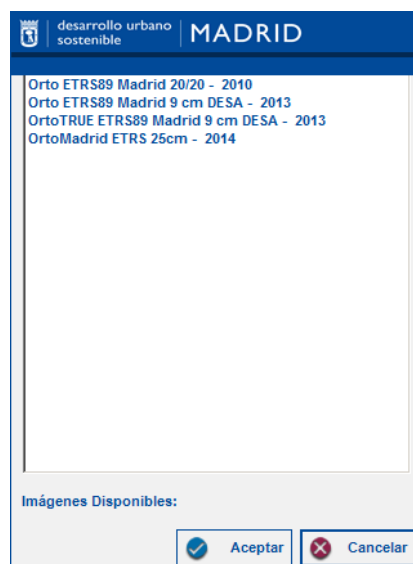 desarrollo urbano
sostenible
MADRID
Orto ETRS89 Madrid 20/20 - 2010
Orto ETRS89 Madrid 9 cm DESA - 2013
OrtoTRUE ETRS89 Madrid 9 cm DESA - 2013
OrtoMadrid ETRS 25cm - 2014
Imágenes Disponibles:
Aceptar
Cancelar